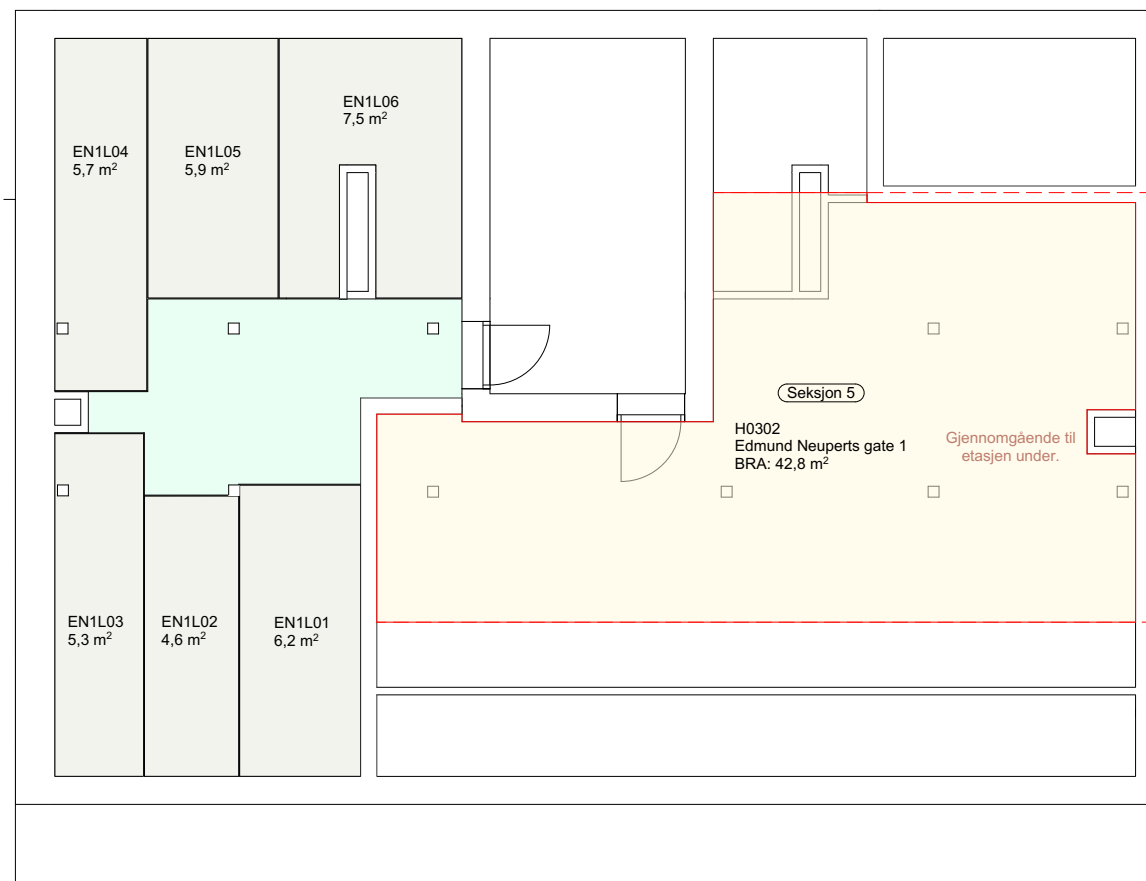 EN1L06
7,5 m²
EN1L04
5,7 m²
EN1L05
5,9 m²
Seksjon 5
H0302
Edmund Neuperts gate 1
BRA: 42,8 m²
Gjennomgående til
etasjen under.
EN1L03
5,3 m²
EN1L02
4,6 m²
EN1L01
6,2 m²